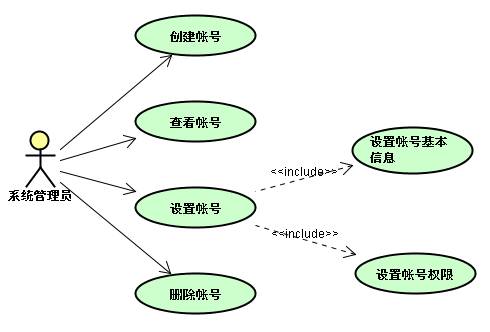 创建帐号
查看帐号
设置帐号基本
信息
<<include>>
系统管理员
设置帐号
<<include>>
设置帐号权限
删除帐号